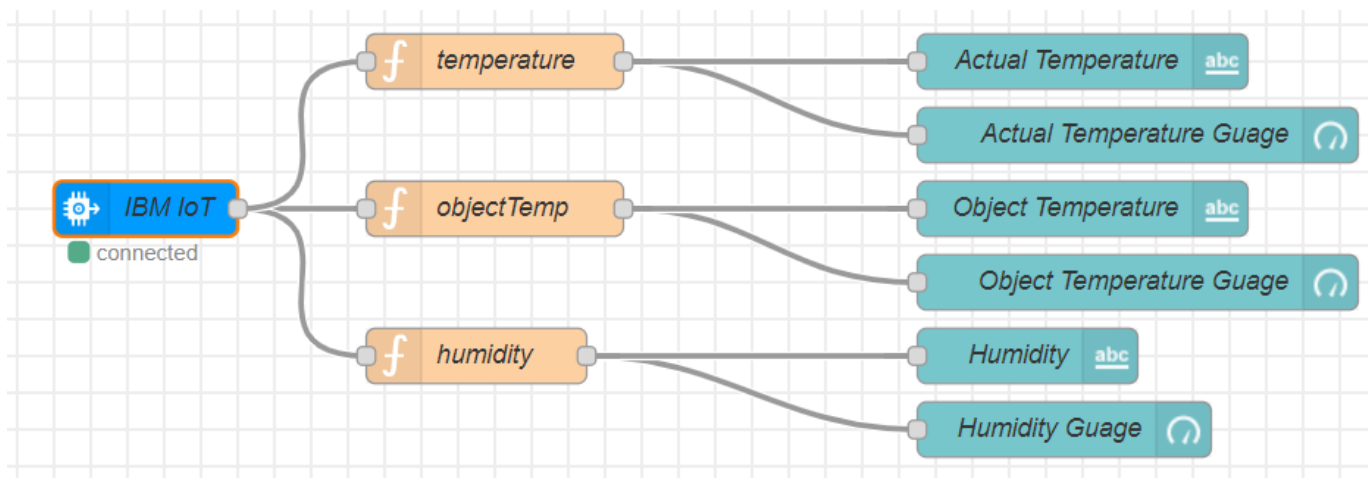 temperature
Actual Temperature abc
Actual Temperature Guage
IBM IoT
connected
objectTemp
Object Temperature abc
Object Temperature Guage
humidity
Humidity abc
Humidity Guage